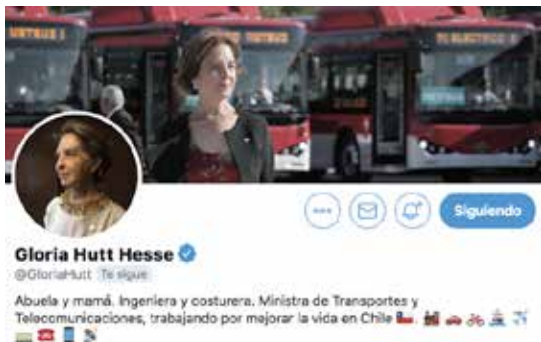 METBUS
Siguiendo
Gloria Hutt Hesse
@GloriaHutt Te sigue
Abuela y mamá. Ingeniera y costurera. Ministra de Transportes y
Telecomunicaciones, trabajando por mejorar la vida en Chile